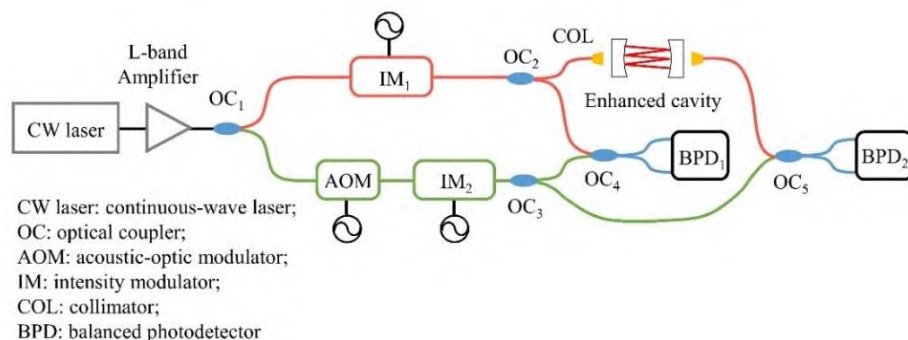 L-band
Amplifier
CW laser
OC1
IM1
OC2
COL
Enhanced cavity
AOM
IM2
OC3
OC4
BPD1
OC5
BPD2
CW laser: continuous-wave laser;
OC: optical coupler;
AOM: acoustic-optic modulator;
IM: intensity modulator;
COL: collimator;
BPD: balanced photodetector